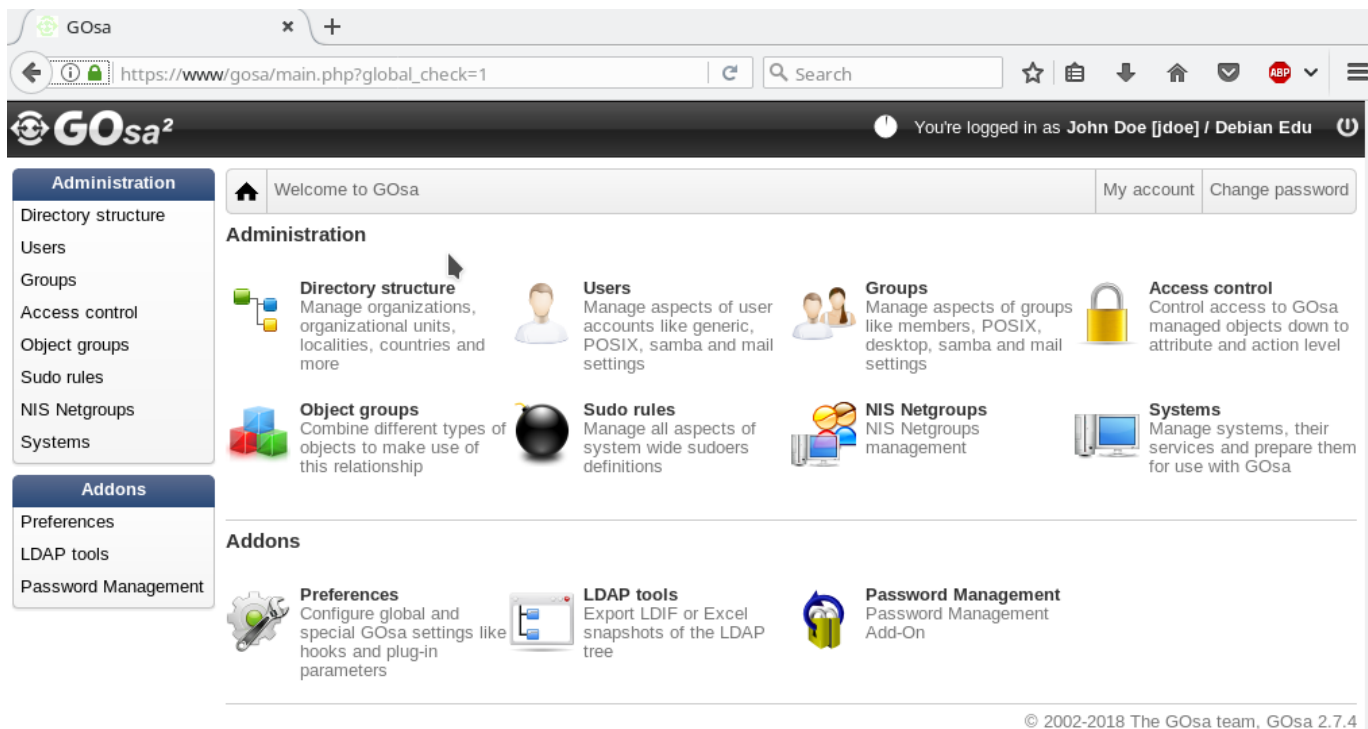 GOsa
https://www/gosa/main.php?global_check=1
Search
ABP
GOsa²
You're logged in as John Doe [jdoe] / Debian Edu
Administration
Directory structure
Users
Groups
Access control
Object groups
Sudo rules
NIS Netgroups
Systems
Addons
Preferences
LDAP tools
Password Management
Welcome to GOsa
My account
Change password
Administration
Directory structure
Manage organizations,
organizational units,
localities, countries and
more
Users
Manage aspects of user
accounts like generic,
POSIX, samba and mail
settings
Groups
Manage aspects of groups
like members, POSIX,
desktop, samba and mail
settings
Access control
Control access to GOsa
managed objects down to
attribute and action level
Object groups
Combine different types of
objects to make use of
this relationship
Sudo rules
Manage all aspects of
system wide sudoers
definitions
NIS Netgroups
NIS Netgroups
management
Systems
Manage systems, their
services and prepare them
for use with GOsa
Addons
Preferences
Configure global and
special GOsa settings like
hooks and plug-in
parameters
LDAP tools
Export LDIF or Excel
snapshots of the LDAP
tree
Password Management
Password Management
Add-On
© 2002-2018 The GOsa team, GOsa 2.7.4